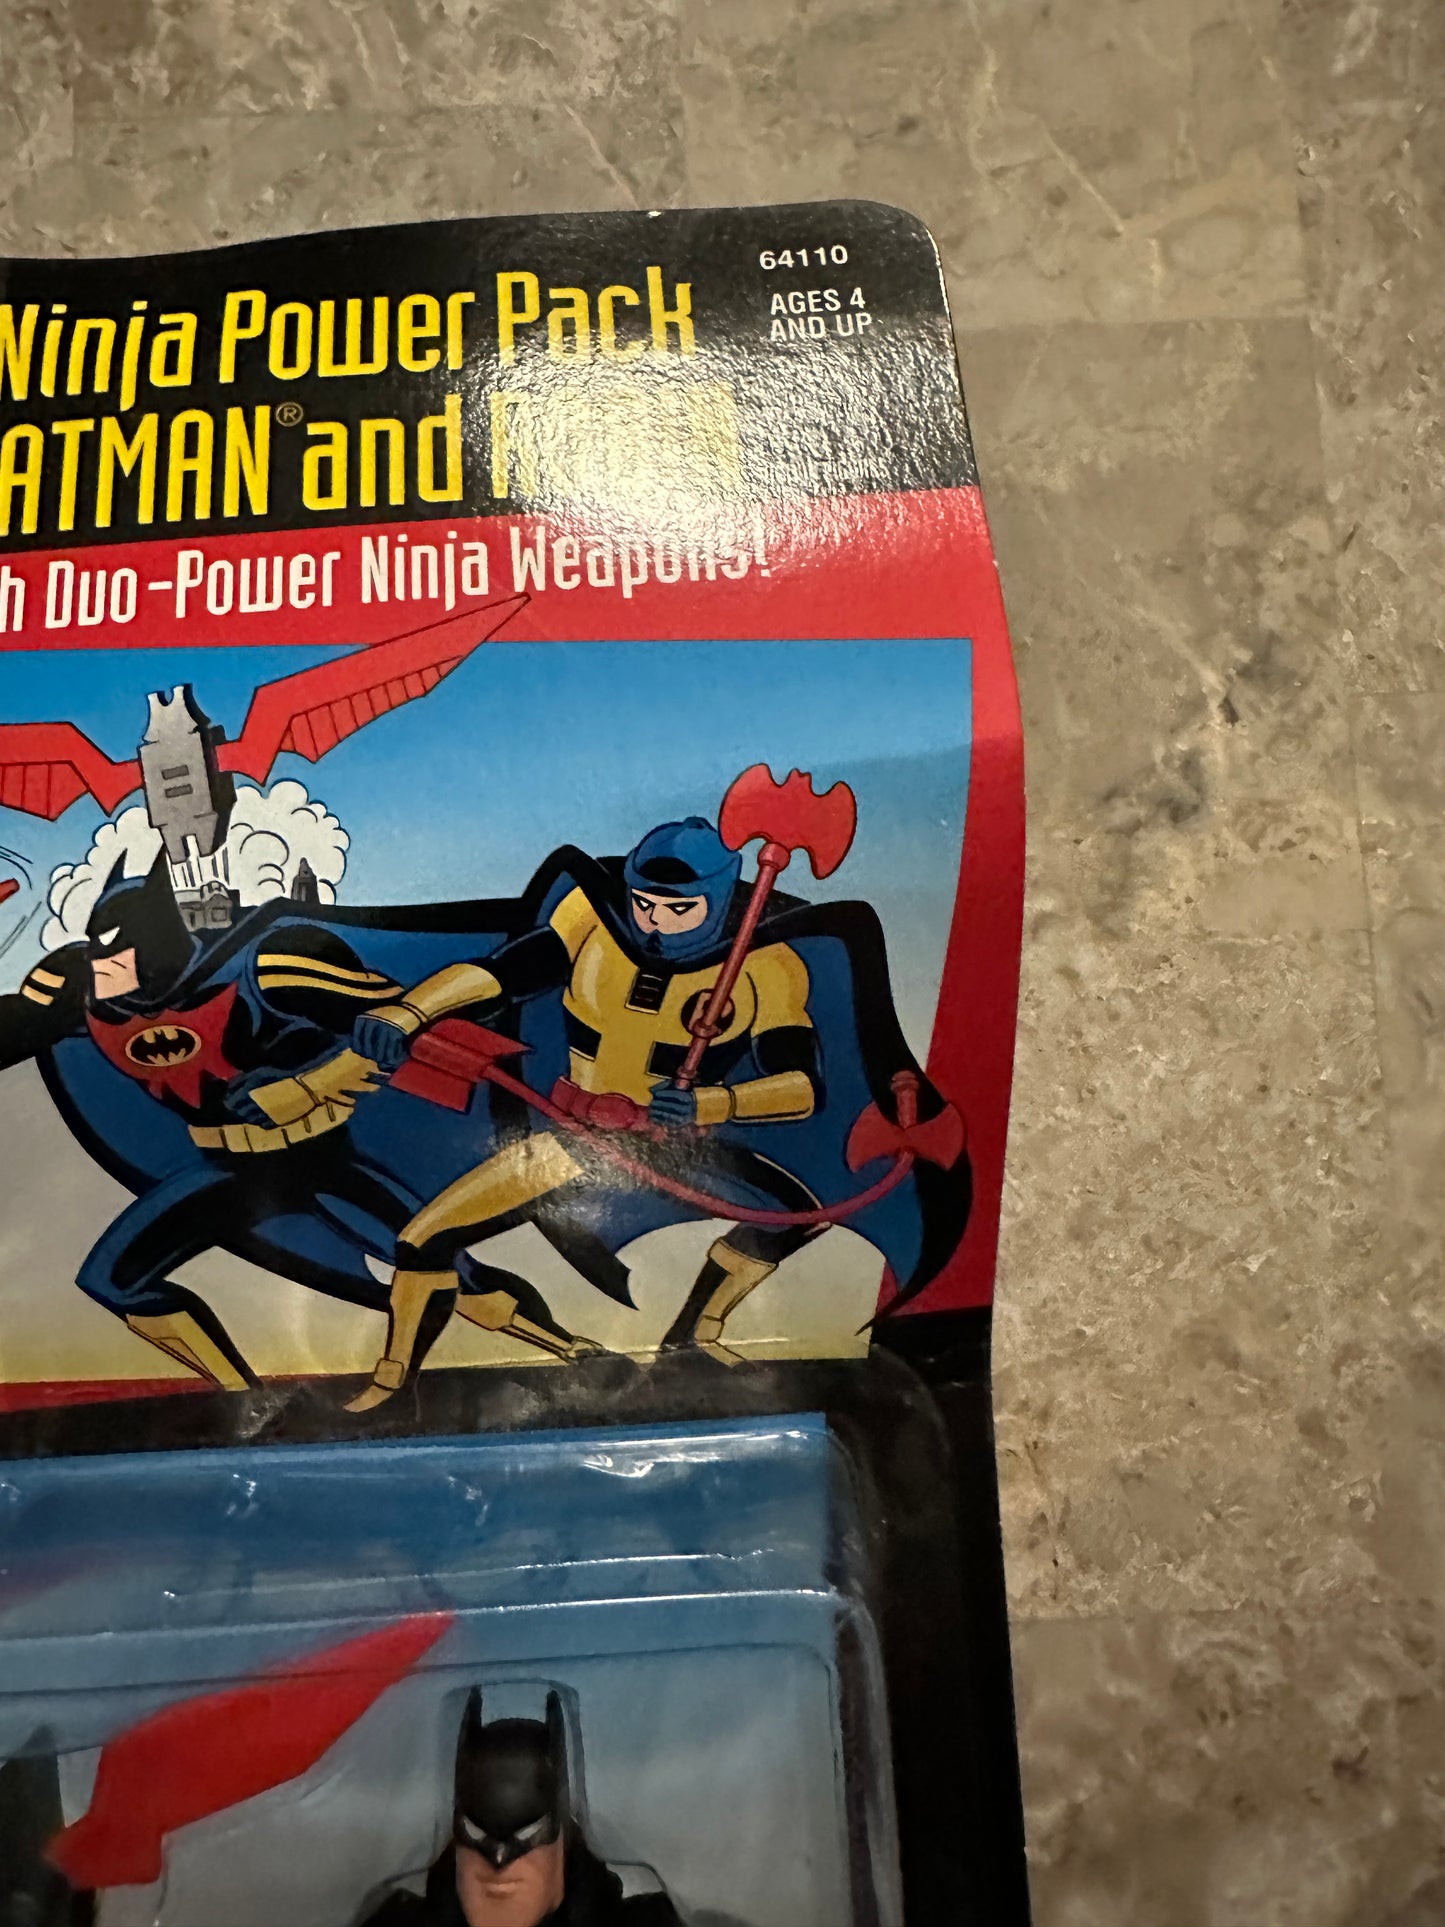 Ninja Power Pack
64110
AGES 4
AND UP
ATMAN® and
h Duo-Power Ninja Weapons!